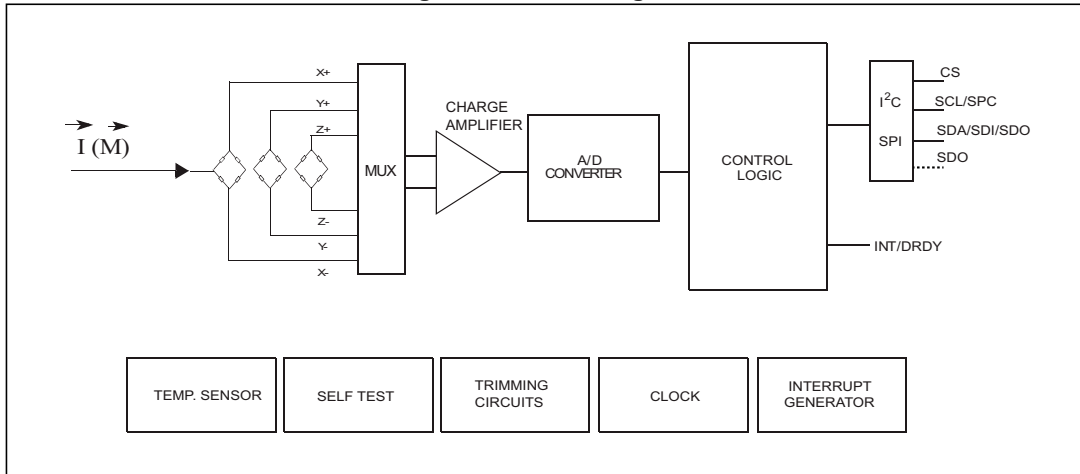 X+
Y+
Z+
I (M)
Z-
Y-
X-
MUX
CHARGE
AMPLIFIER
A/D
CONVERTER
CONTROL
LOGIC
I²C
SPI
CS
SCL/SPC
SDA/SDI/SDO
SDO
INT/DRDY
TEMP. SENSOR
SELF TEST
TRIMMING
CIRCUITS
CLOCK
INTERRUPT
GENERATOR